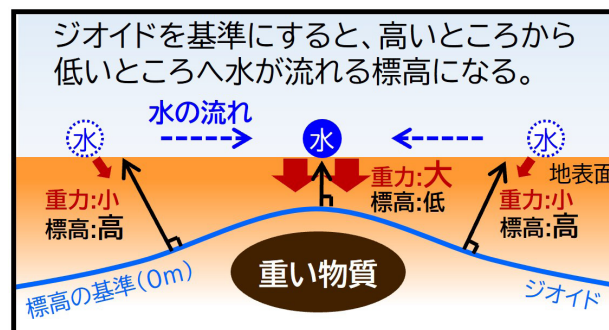 ジオイドを基準にすると、高いところから
低いところへ水が流れる標高になる。
水の流れ
水
水
水
地表面
重力:小
標高:高
重力:大
標高:低
重力:小
標高:高
重い物質
標高の基準(0m)
ジオイド